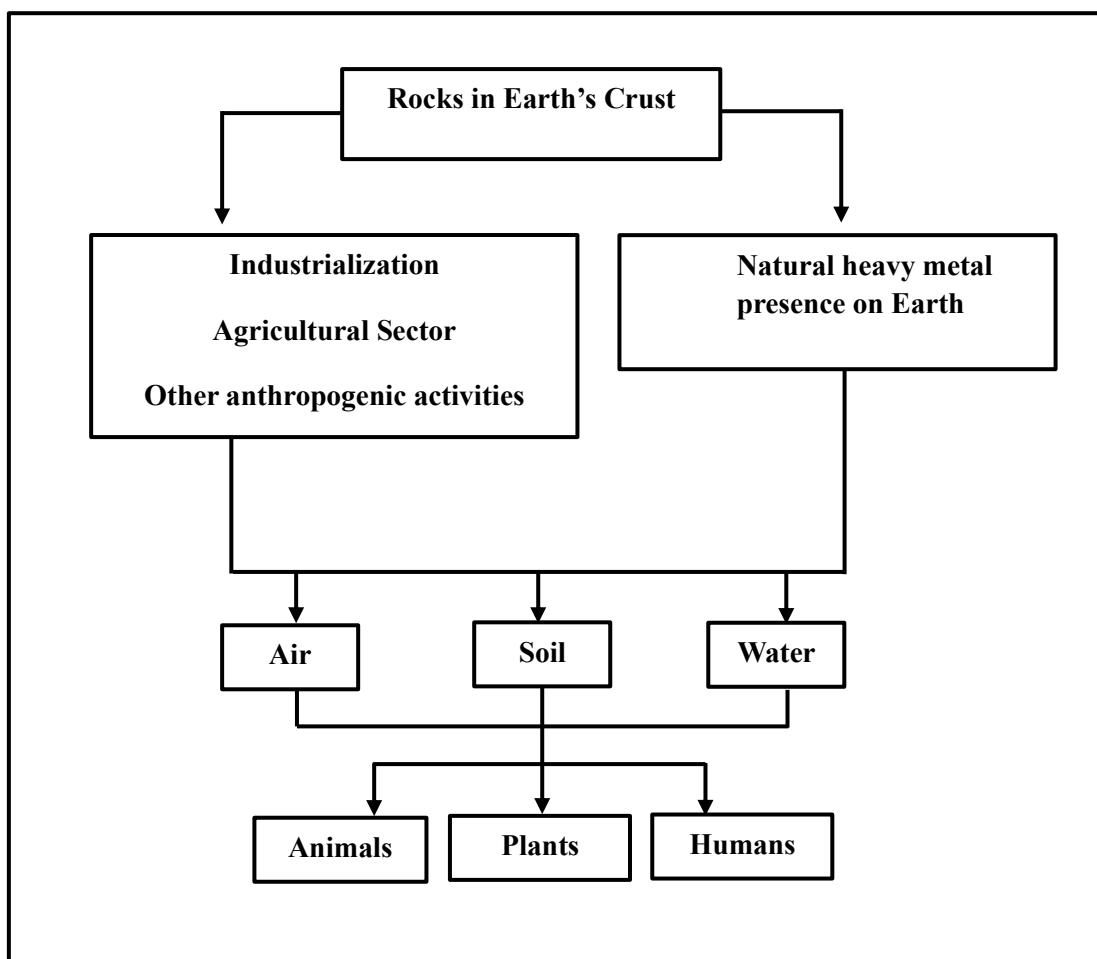 Rocks in Earth’s Crust
Industrialization
Agricultural Sector
Other anthropogenic activities
Natural heavy metal
presence on Earth
Air
Soil
Water
Animals
Plants
Humans